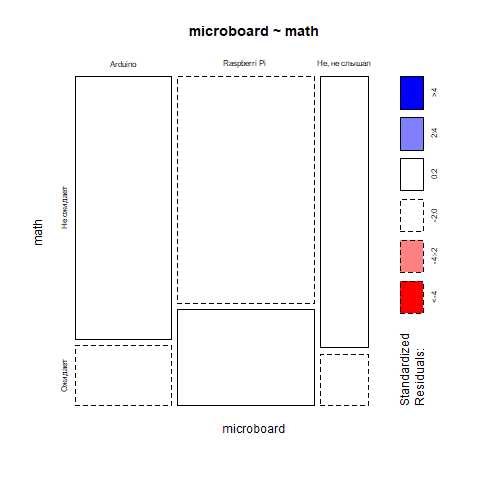 microboard ~ math
Arduino
Raspberri Pi
Не, не слышал
math
Не ожидает
Ожидает
microboard
>4
2:4
0:2
-2:0
-4:-2
<-4
Standardized
Residuals: